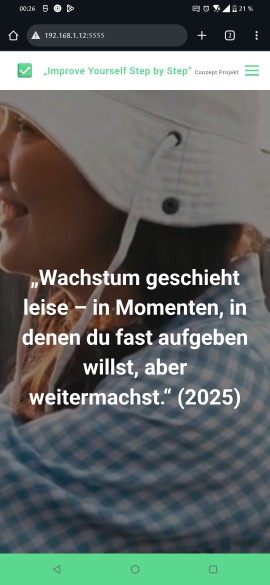 00:26
21 %
192.168.1.12:5555
2
„Improve Yourself Step by Step“ Conzept Projekt
„Wachstum geschieht
leise – in Momenten, in
denen du fast aufgeben
willst, aber
weitermachst.“ (2025)